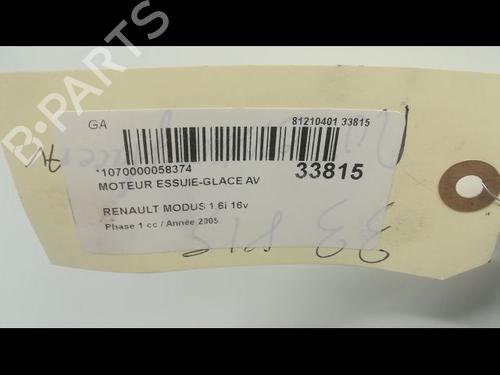 B-PARTS
GA
81210401 33815
*1070000058374
33815
MOTEUR ESSUIE-GLACE AV
RENAULT MODUS 1.6i 16v
Phase 1 cc / Année 2005
33815